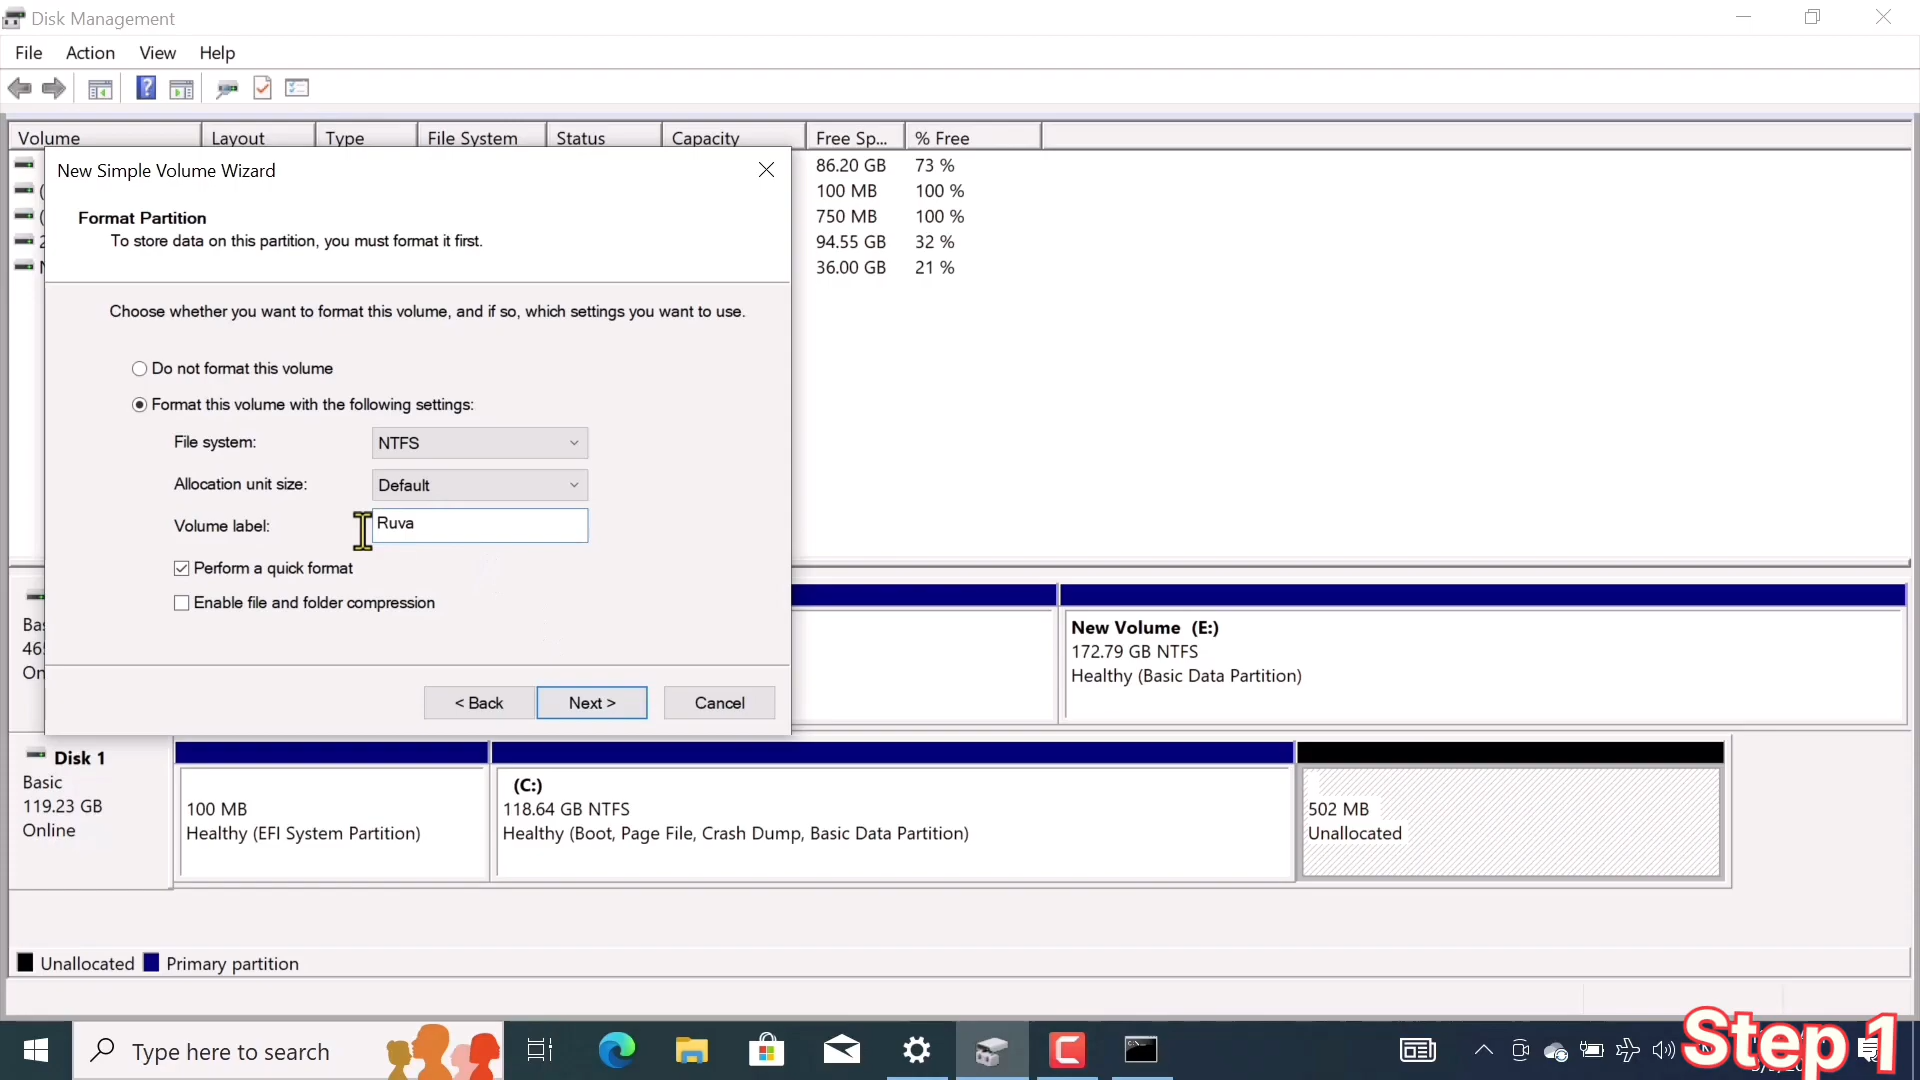 Disk Management
File Action View Help
Volume Layout Type File System Status Capacity Free Sp... % Free
86.20 GB 73 %
100 MB 100 %
750 MB 100 %
94.55 GB 32 %
36.00 GB 21 %
New Simple Volume Wizard
Format Partition
To store data on this partition, you must format it first.
Choose whether you want to format this volume, and if so, which settings you want to use.
Do not format this volume
Format this volume with the following settings:
File system: NTFS
Allocation unit size: Default
Volume label: Ruva
Perform a quick format
Enable file and folder compression
< Back Next > Cancel
New Volume (E:)
172.79 GB NTFS
Healthy (Basic Data Partition)
Disk 1
Basic
119.23 GB
Online
100 MB
Healthy (EFI System Partition)
(C:)
118.64 GB NTFS
Healthy (Boot, Page File, Crash Dump, Basic Data Partition)
502 MB
Unallocated
Unallocated Primary partition
Type here to search
Step 1